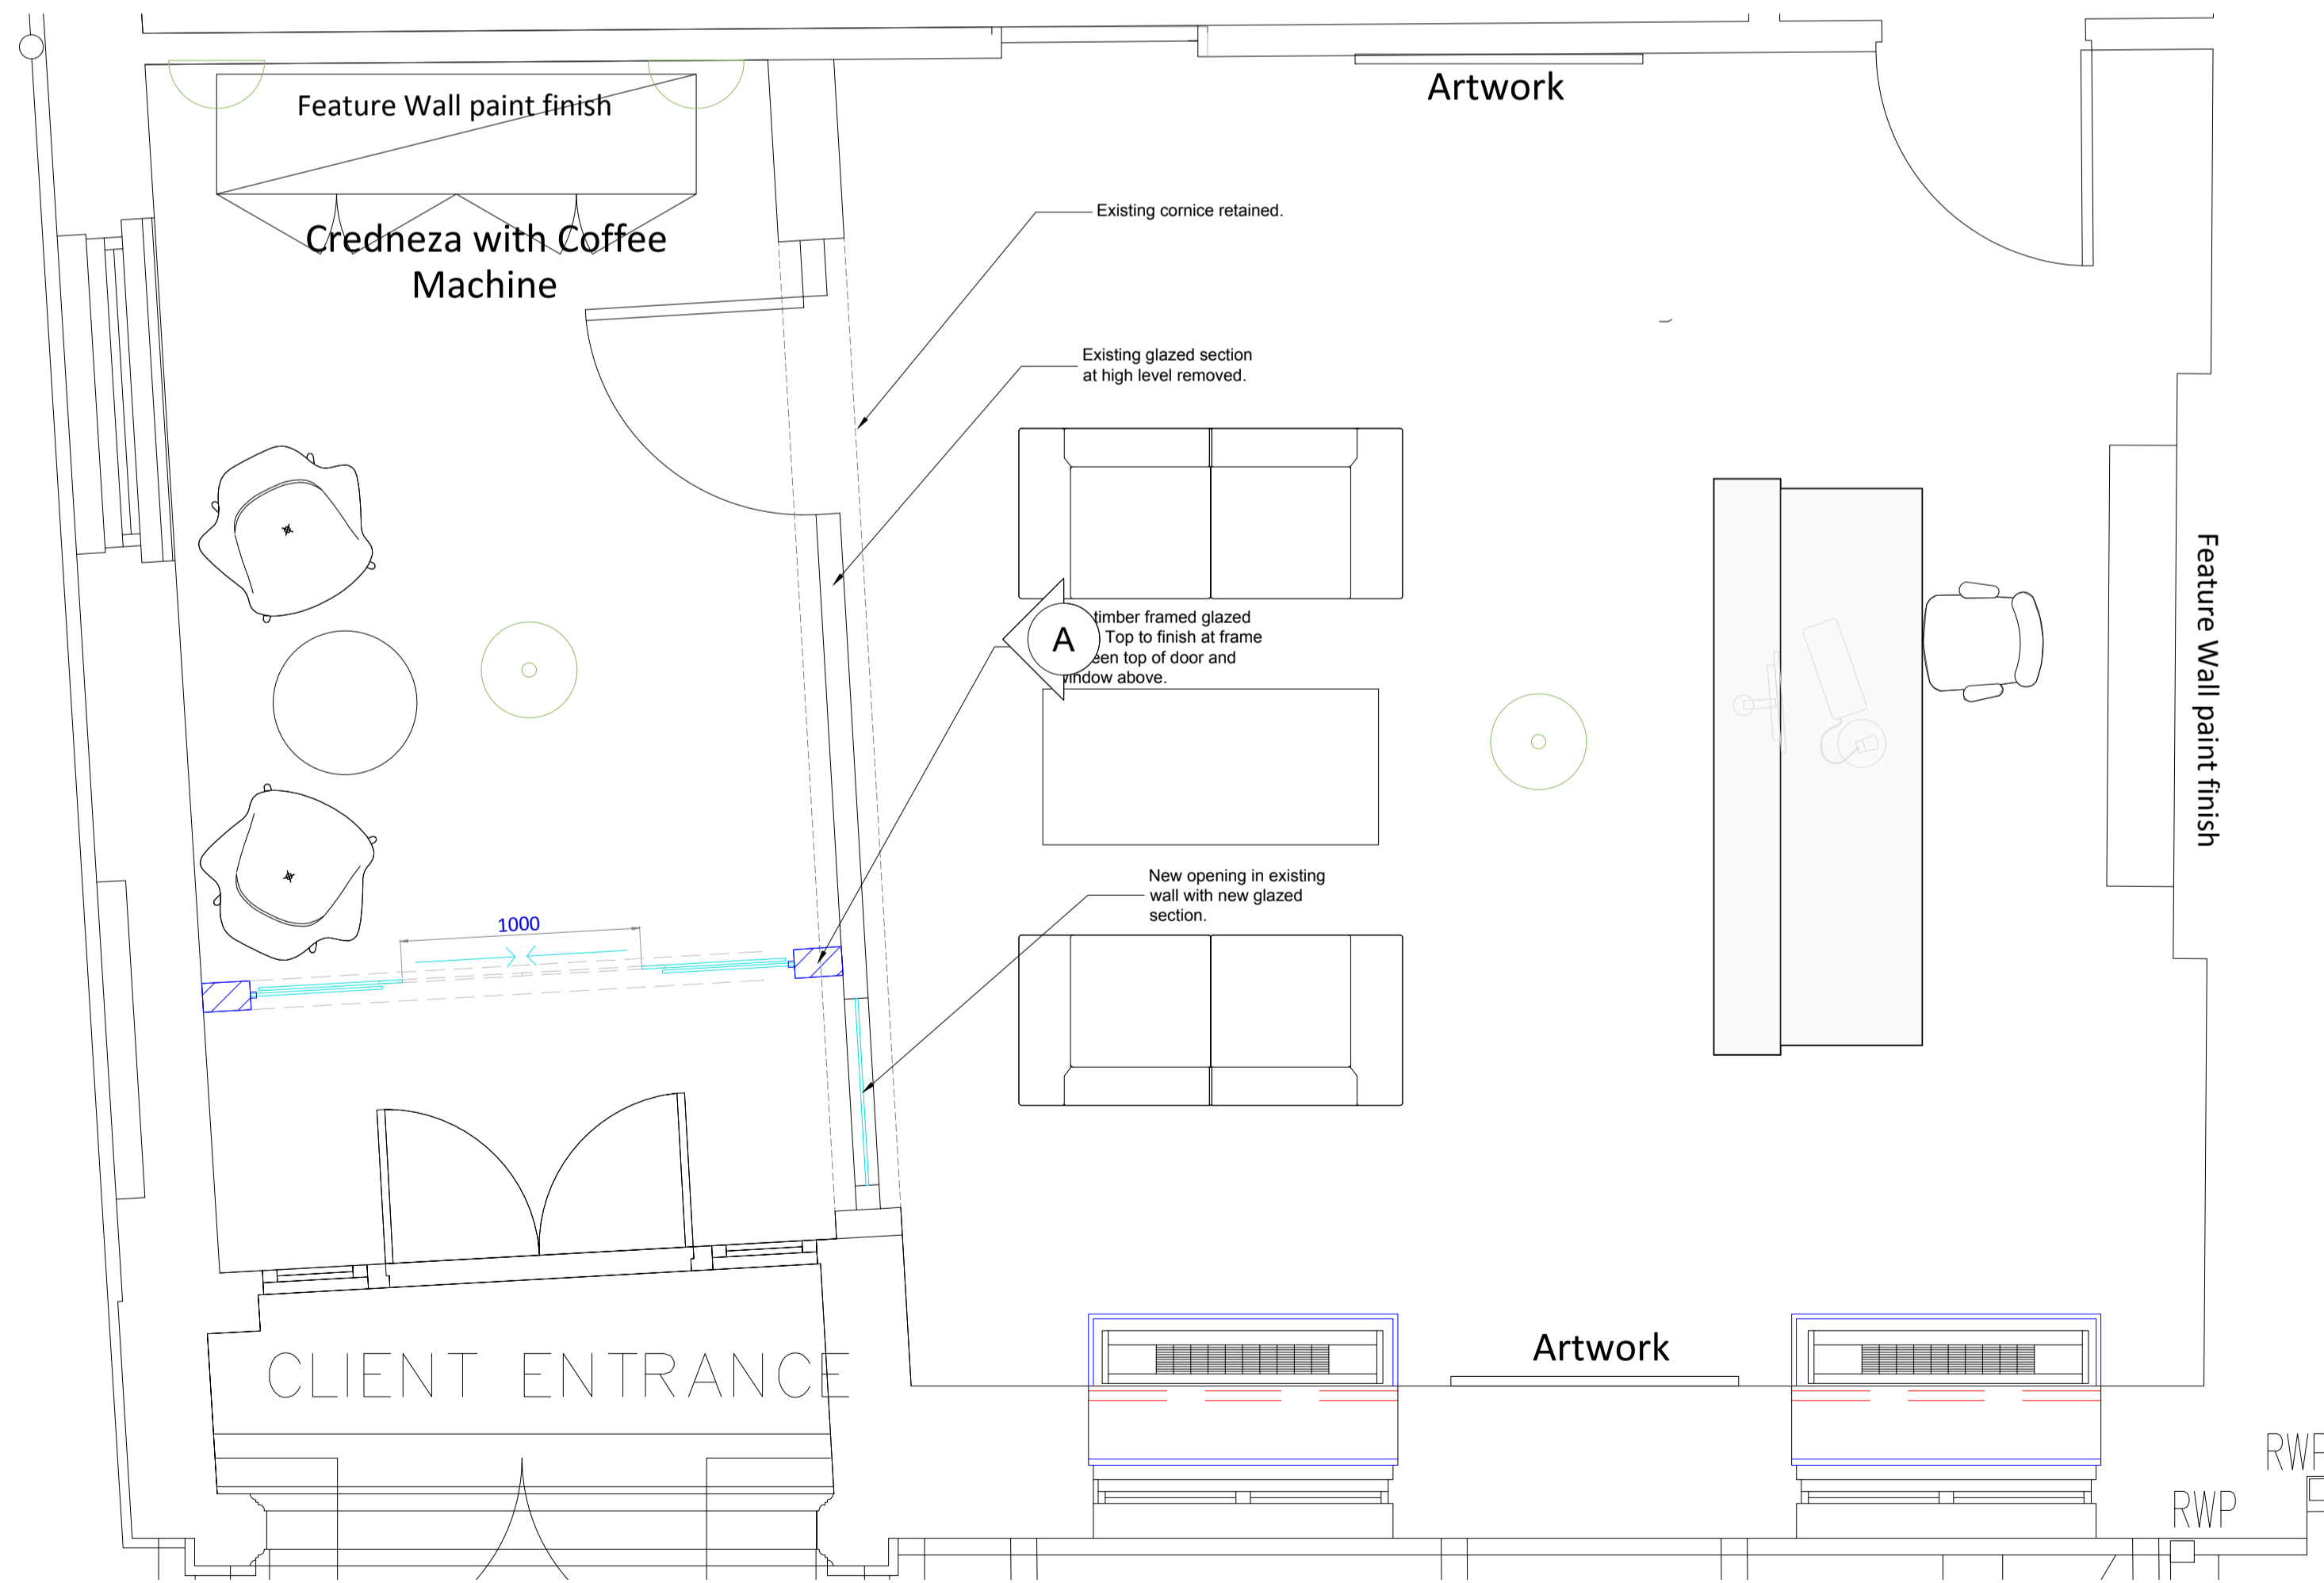 Feature Wall paint finish
Artwork
Credneza with Coffee
Machine
Existing cornice retained.
Existing glazed section
at high level removed.
A
timber framed glazed
Top to finish at frame
top of door and
above.
Feature Wall paint finish
New opening in existing
wall with new glazed
section.
1000
Artwork
CLIENT ENTRANCE
RWP
RWP